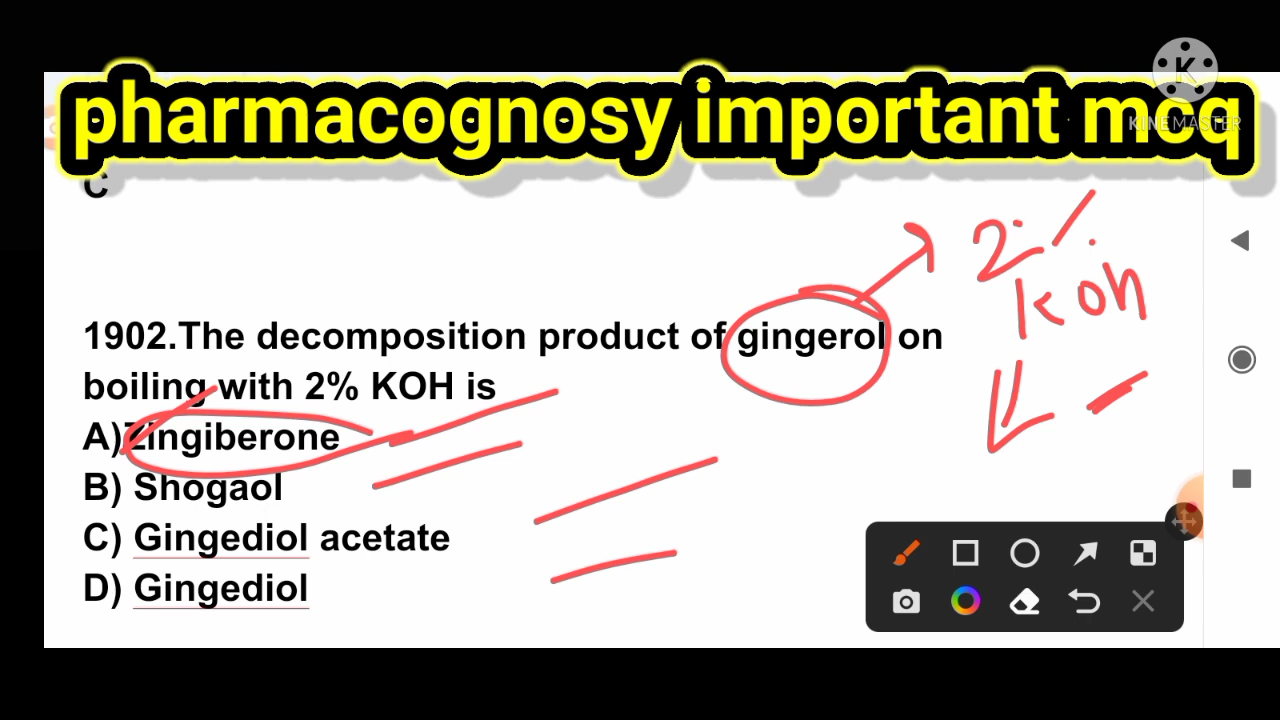 pharmacognosy important mcq
KINEMASTER
C
2%
KOH
1902.The decomposition product of gingerol on
boiling with 2% KOH is
A)Zingiberone
B) Shogaol
C) Gingediol acetate
D) Gingediol